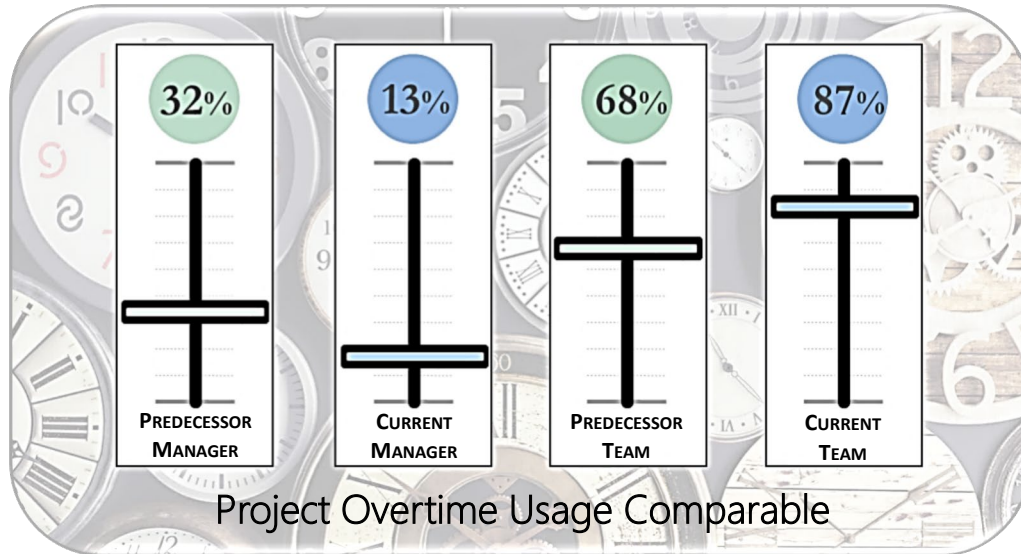 32%
PREDECESSOR
MANAGER
13%
CURRENT
MANAGER
68%
PREDECESSOR
TEAM
87%
CURRENT
TEAM
Project Overtime Usage Comparable